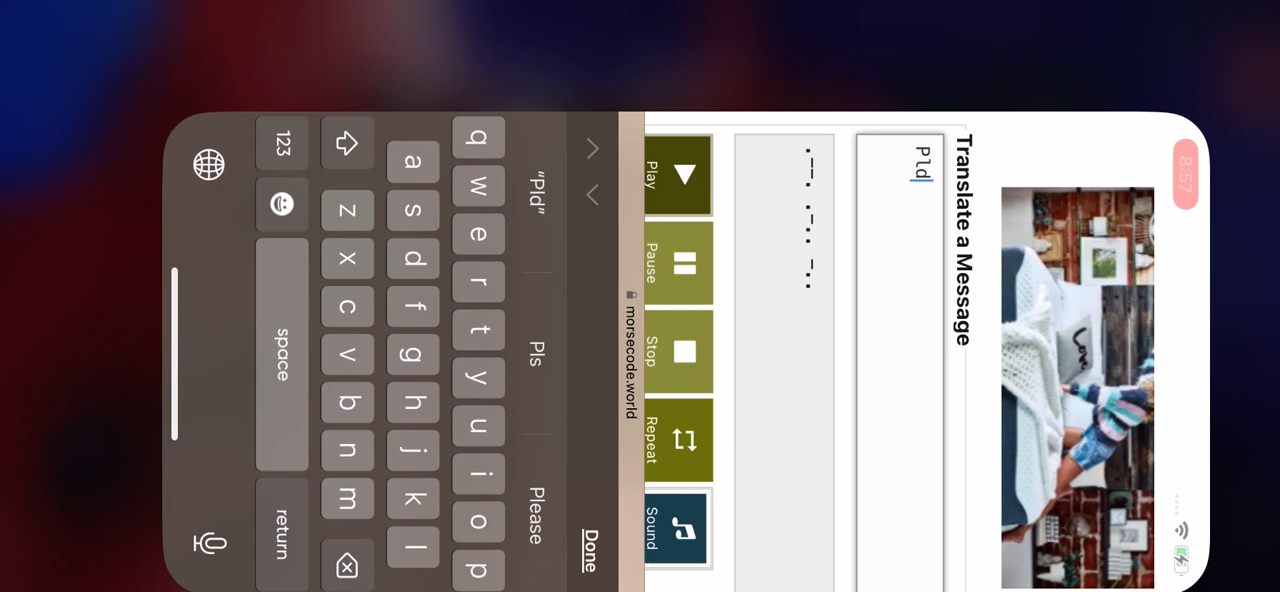 8:57
Love
Translate a Message
Pld
.--. .-.. -..
Play Pause Stop Repeat Sound
morsecode.world
Done
“Pld” Pls Please
q w e r t y u i o p
a s d f g h j k l
z x c v b n m
123 space return